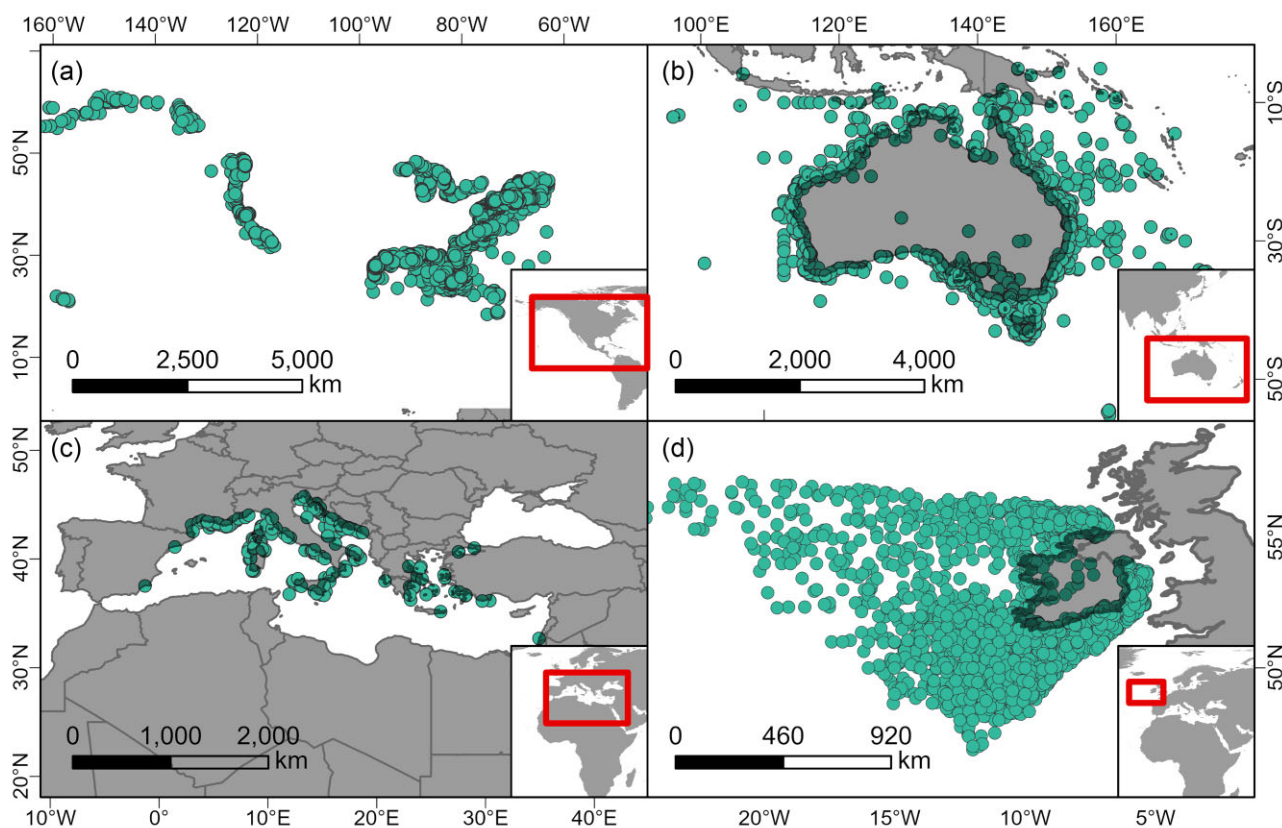 160°W 140°W 120°W 100°W 80°W 60°W 100°E 120°E 140°E 160°E
(a) (b)
50°N 30°N 10°N
10°S 30°S 50°S
0 2,500 5,000 km
0 2,000 4,000 km
(c) (d)
50°N 40°N 30°N 20°N
55°N 50°N
0 1,000 2,000 km
0 460 920 km
10°W 0° 10°E 20°E 30°E 40°E 20°W 15°W 10°W 5°W